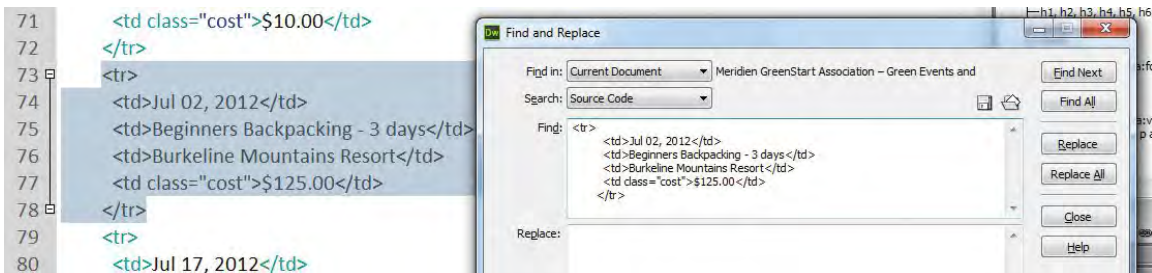 71 <td class="cost">$10.00</td>
72 </tr>
73 <tr>
74 <td>Jul 02, 2012</td>
75 <td>Beginners Backpacking - 3 days</td>
76 <td>Burkeline Mountains Resort</td>
77 <td class="cost">$125.00</td>
78 </tr>
79 <tr>
80 <td>Jul 17, 2012</td>
h1, h2, h3, h4, h5, h6
Dw Find and Replace
Find in: Current Document Meridien GreenStart Association – Green Events and Find Next
Search: Source Code Find All
Find: <tr>
<td>Jul 02, 2012</td>
<td>Beginners Backpacking - 3 days</td>
<td>Burkeline Mountains Resort</td>
<td class="cost">$125.00</td>
</tr>
Replace
Replace All
Close
Replace:
Help